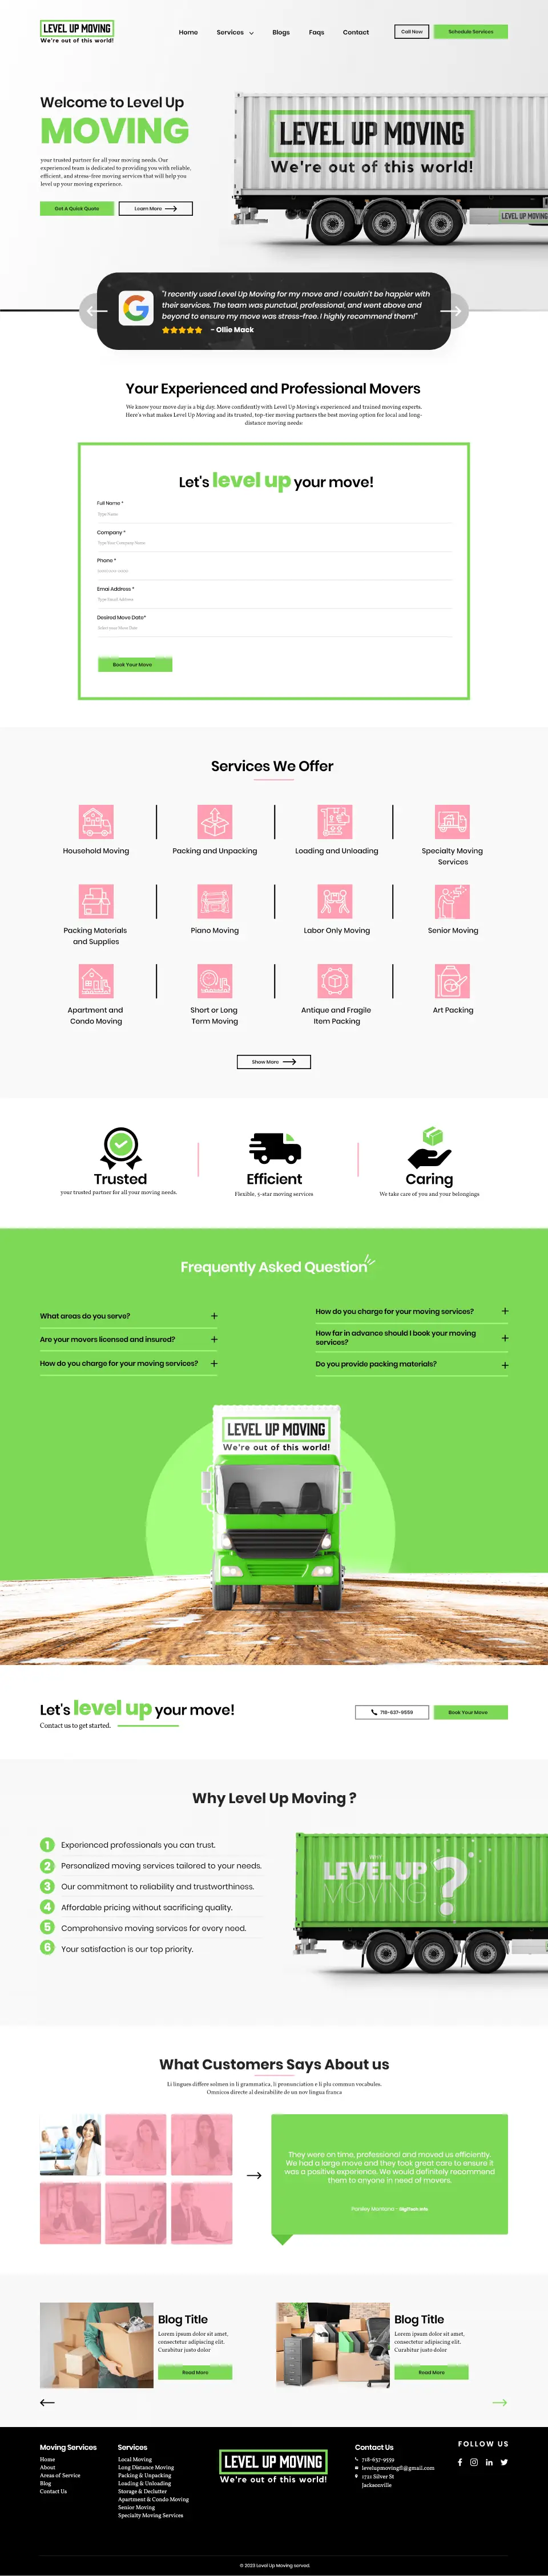 LEVEL UP MOVING
We're out of this world!
Home Services Blogs Faqs Contact
Call Now
Schedule Services
Welcome to Level Up
MOVING
your trusted partner for all your moving needs. Our
experienced team is dedicated to providing you with reliable,
efficient, and stress-free moving services that will help you
level up your moving experience.
Get A Quick Quote
Learn More
LEVEL UP MOVING
We're out of this world!
LEVEL UP MOVING
"I recently used Level Up Moving for my move and I couldn't be happier with
their services. The team was punctual, professional, and went above and
beyond to ensure my move was stress-free. I highly recommend them!"
- Ollie Mack
Your Experienced and Professional Movers
We know your move day is a big day. Move confidently with Level Up Moving's experienced and trained moving experts.
Here's what makes Level Up Moving and its trusted, top-tier moving partners the best moving option for local and long-
distance moving needs:
Let's level up your move!
Full Name *
Type Name
Company *
Type Your Company Name
Phone *
Emai Address *
Type Email Address
Desired Move Date*
Select your Move Date
Book Your Move
Services We Offer
Household Moving
Packing and Unpacking
Loading and Unloading
Specialty Moving
Services
Packing Materials
and Supplies
Piano Moving
Labor Only Moving
Senior Moving
Apartment and
Condo Moving
Short or Long
Term Moving
Antique and Fragile
Item Packing
Art Packing
Show More
Trusted
your trusted partner for all your moving needs.
Efficient
Flexible, 5-star moving services
Caring
We take care of you and your belongings
Frequently Asked Question
What areas do you serve? +
Are your movers licensed and insured? +
How do you charge for your moving services? +
How do you charge for your moving services? +
How far in advance should I book your moving
services? +
Do you provide packing materials? +
LEVEL UP MOVING
We're out of this world!
Let's level up your move!
Contact us to get started.
718-637-9559
Book Your Move
Why Level Up Moving ?
1 Experienced professionals you can trust.
2 Personalized moving services tailored to your needs.
3 Our commitment to reliability and trustworthiness.
4 Affordable pricing without sacrificing quality.
5 Comprehensive moving services for every need.
6 Your satisfaction is our top priority.
WHY
LEVEL UP
MOVING ?
What Customers Says About us
Li lingues differe solmen in li grammatica, li pronunciation e li plu commun vocabules.
Omnicos directe al desirabilite de un nov lingua franca
They were on time, professional and moved us efficiently.
We had a large move and they took great care to ensure it
was a positive experience. We would definitely recommend
them to anyone in need of movers.
Blog Title
Lorem ipsum dolor sit amet,
consectetur adipiscing elit.
Curabitur justo dolor
Read More
Blog Title
Lorem ipsum dolor sit amet,
consectetur adipiscing elit.
Curabitur justo dolor
Read More
Moving Services
Home
About
Areas of Service
Blog
Contact Us
Services
Local Moving
Long Distance Moving
Packing & Unpacking
Loading & Unloading
Storage & Declutter
Apartment & Condo Moving
Senior Moving
Specialty Moving Services
LEVEL UP MOVING
We're out of this world!
Contact Us
718-637-9559
levelupmovingfl@gmail.com
1721 Silver St
Jacksonville
FOLLOW US
© 2023 Level Up Moving served.